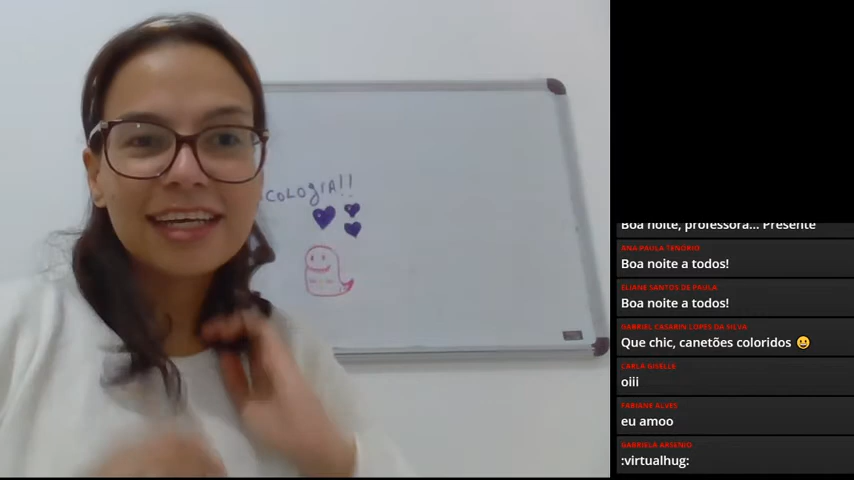 COLOGIA!!
Boa noite, professora... Presente
ANA PAULA TENÓRIO
Boa noite a todos!
ELIANE SANTOS DE PAULA
Boa noite a todos!
GABRIEL CASARIN LOPES DA SILVA
Que chic, canetões coloridos 😀
CARLA GISELLE
oiii
FABIANE ALVES
eu amoo
GABRIELA ARSENIO
:virtualhug: